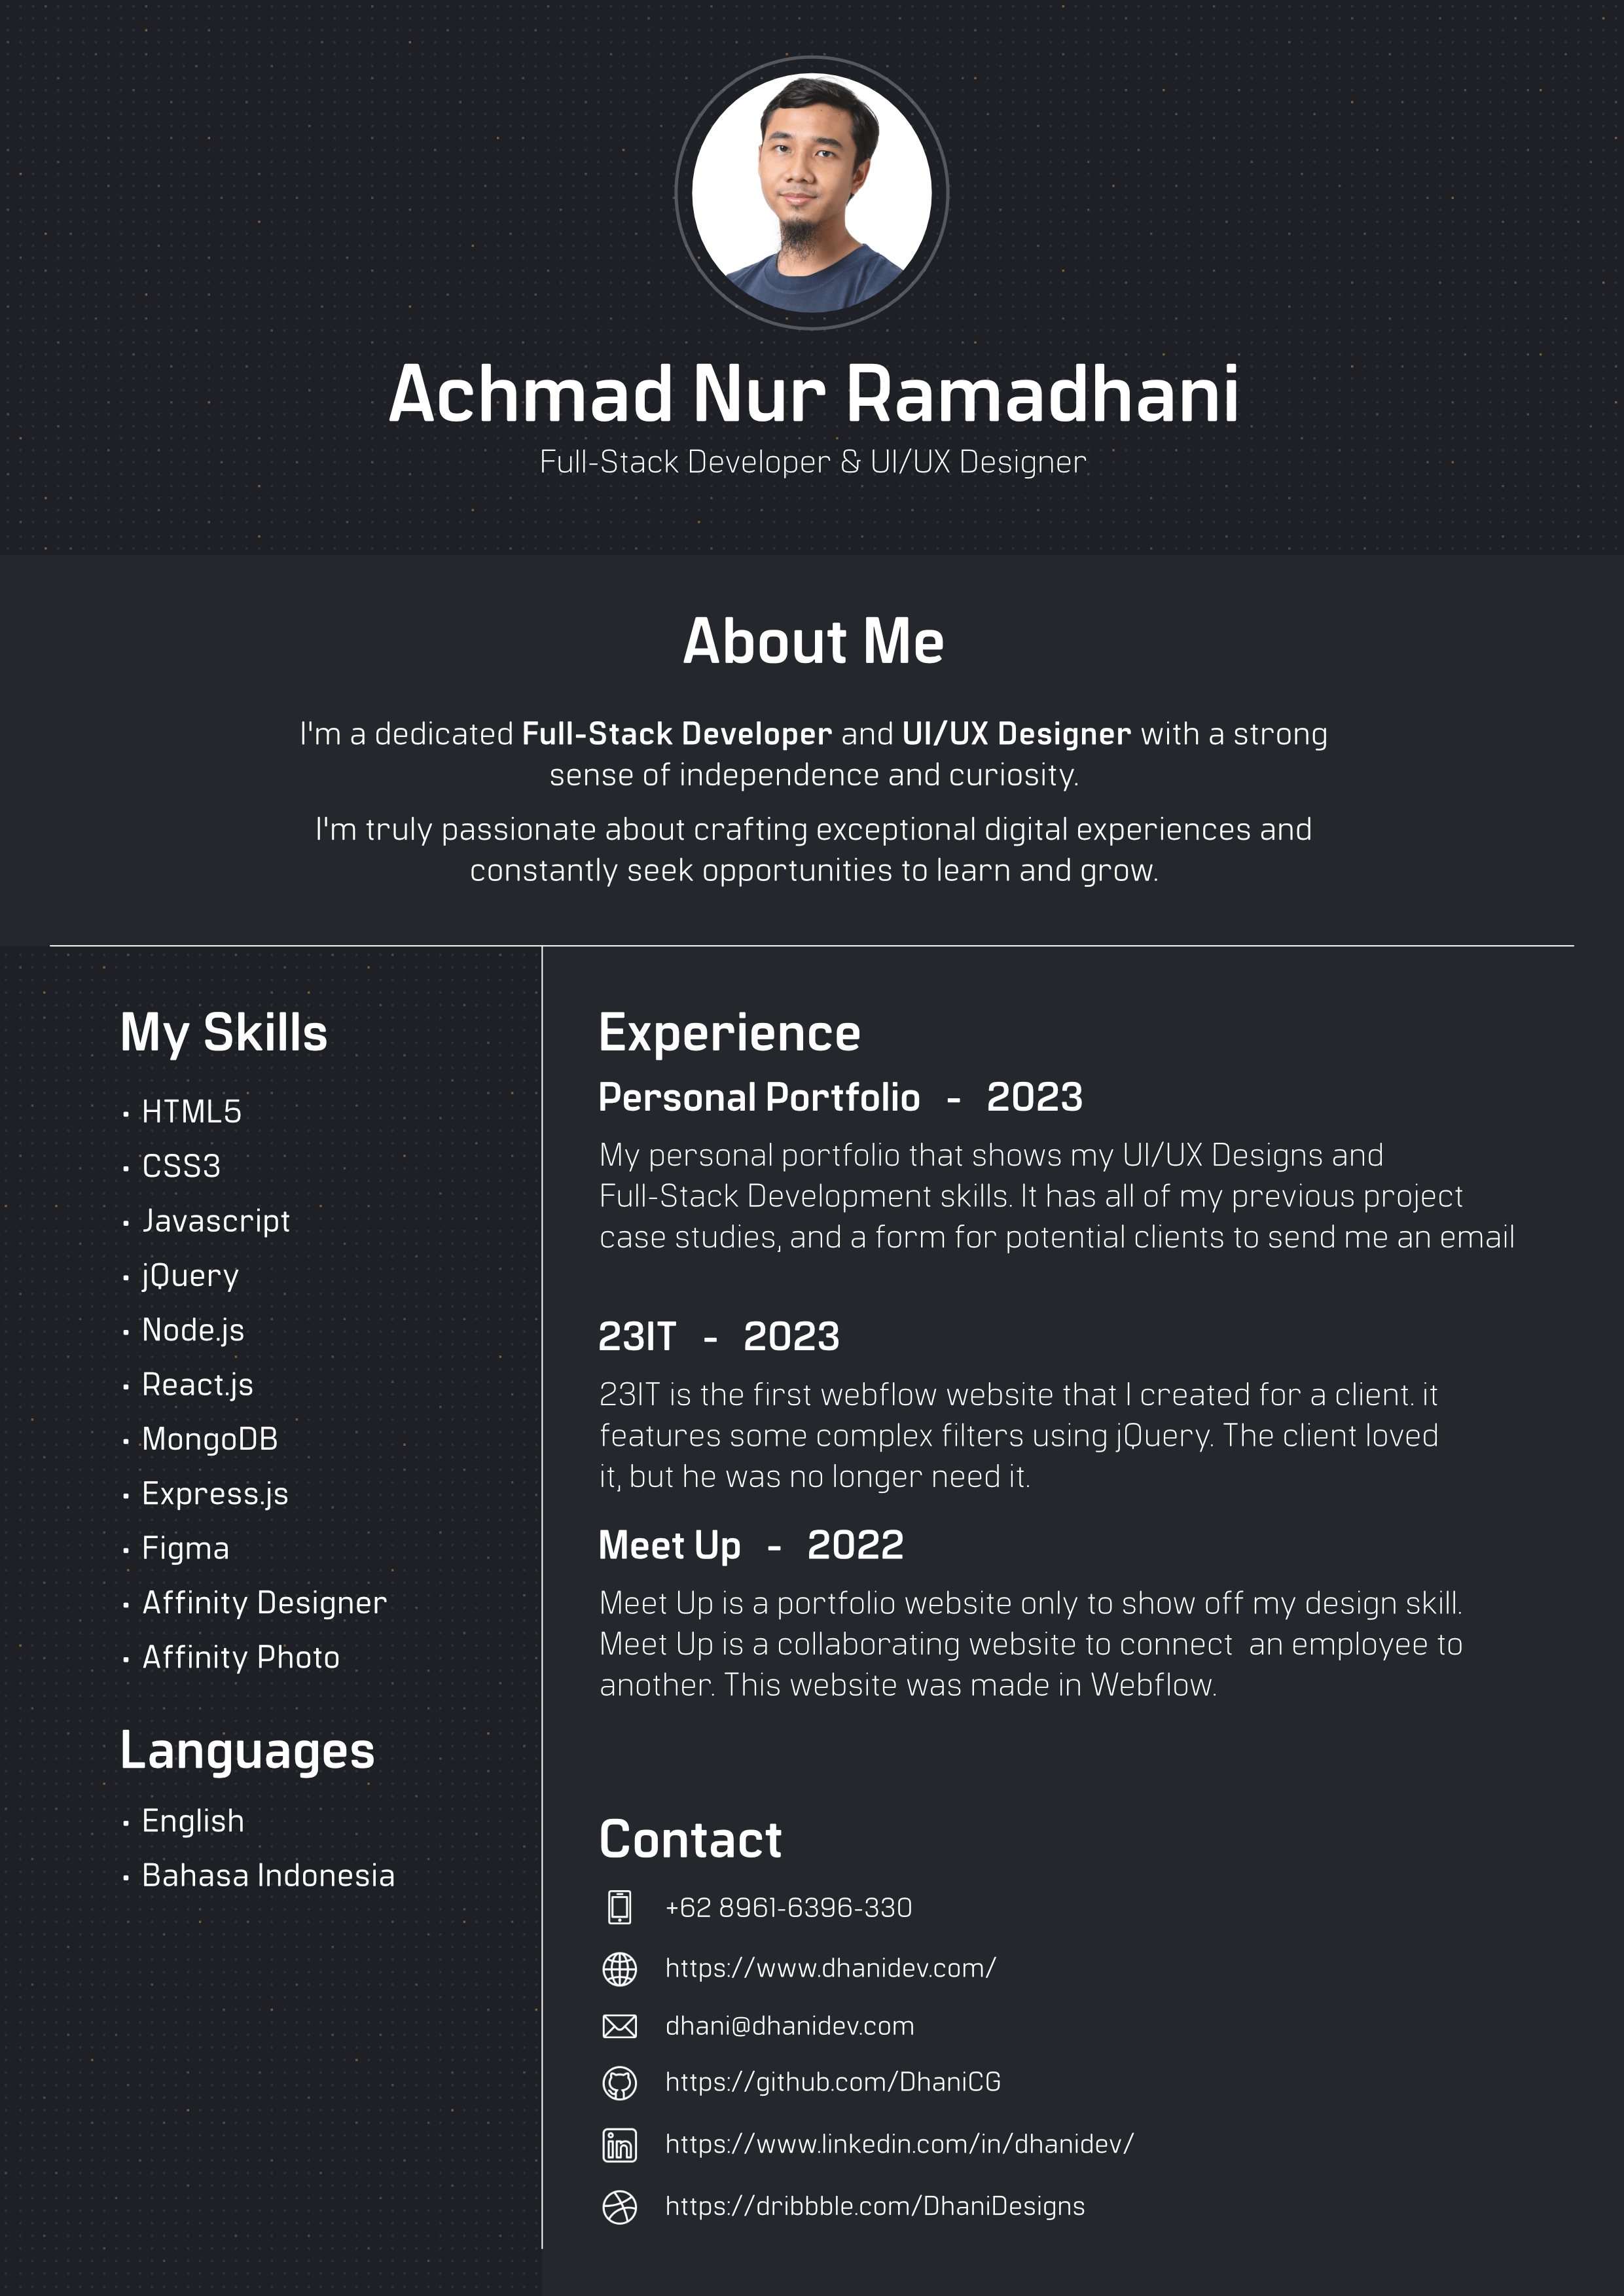 Achmad Nur Ramadhani
Full-Stack Developer & UI/UX Designer
About Me
I'm a dedicated Full-Stack Developer and UI/UX Designer with a strong
sense of independence and curiosity.
I'm truly passionate about crafting exceptional digital experiences and
constantly seek opportunities to learn and grow.
My Skills
• HTML5
• CSS3
• Javascript
• jQuery
• Node.js
• React.js
• MongoDB
• Express.js
• Figma
• Affinity Designer
• Affinity Photo
Languages
• English
• Bahasa Indonesia
Experience
Personal Portfolio - 2023
My personal portfolio that shows my UI/UX Designs and
Full-Stack Development skills. It has all of my previous project
case studies, and a form for potential clients to send me an email
23IT - 2023
23IT is the first webflow website that I created for a client. it
features some complex filters using jQuery. The client loved
it, but he was no longer need it.
Meet Up - 2022
Meet Up is a portfolio website only to show off my design skill.
Meet Up is a collaborating website to connect  an employee to
another. This website was made in Webflow.
Contact
+62 8961-6396-330
https://www.dhanidev.com/
dhani@dhanidev.com
https://github.com/DhaniCG
in https://www.linkedin.com/in/dhanidev/
https://dribbble.com/DhaniDesigns